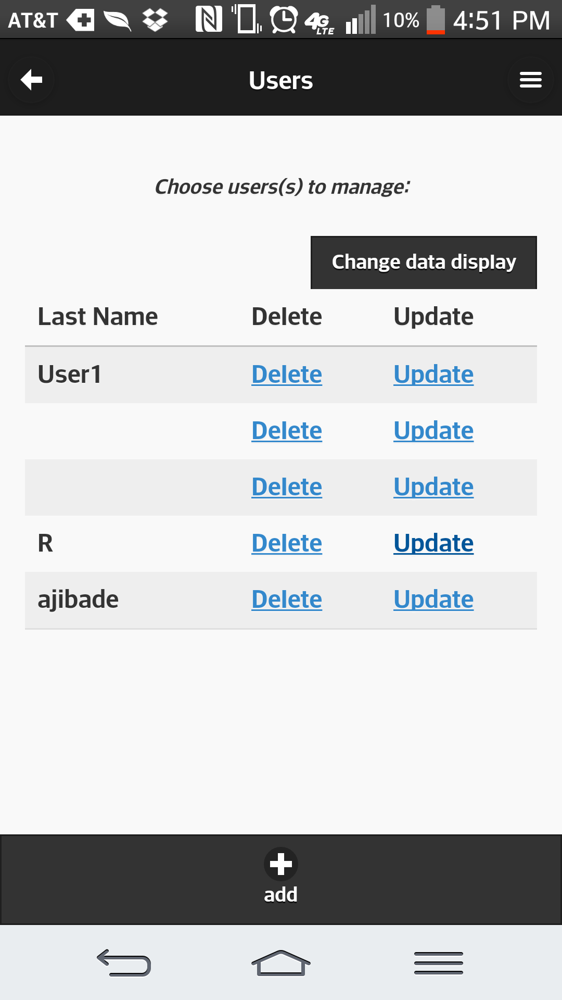 AT&T 4G LTE 10% 4:51 PM
Users
Choose users(s) to manage:
Change data display
Last Name Delete Update
User1 Delete Update
Delete Update
Delete Update
R Delete Update
ajibade Delete Update
add